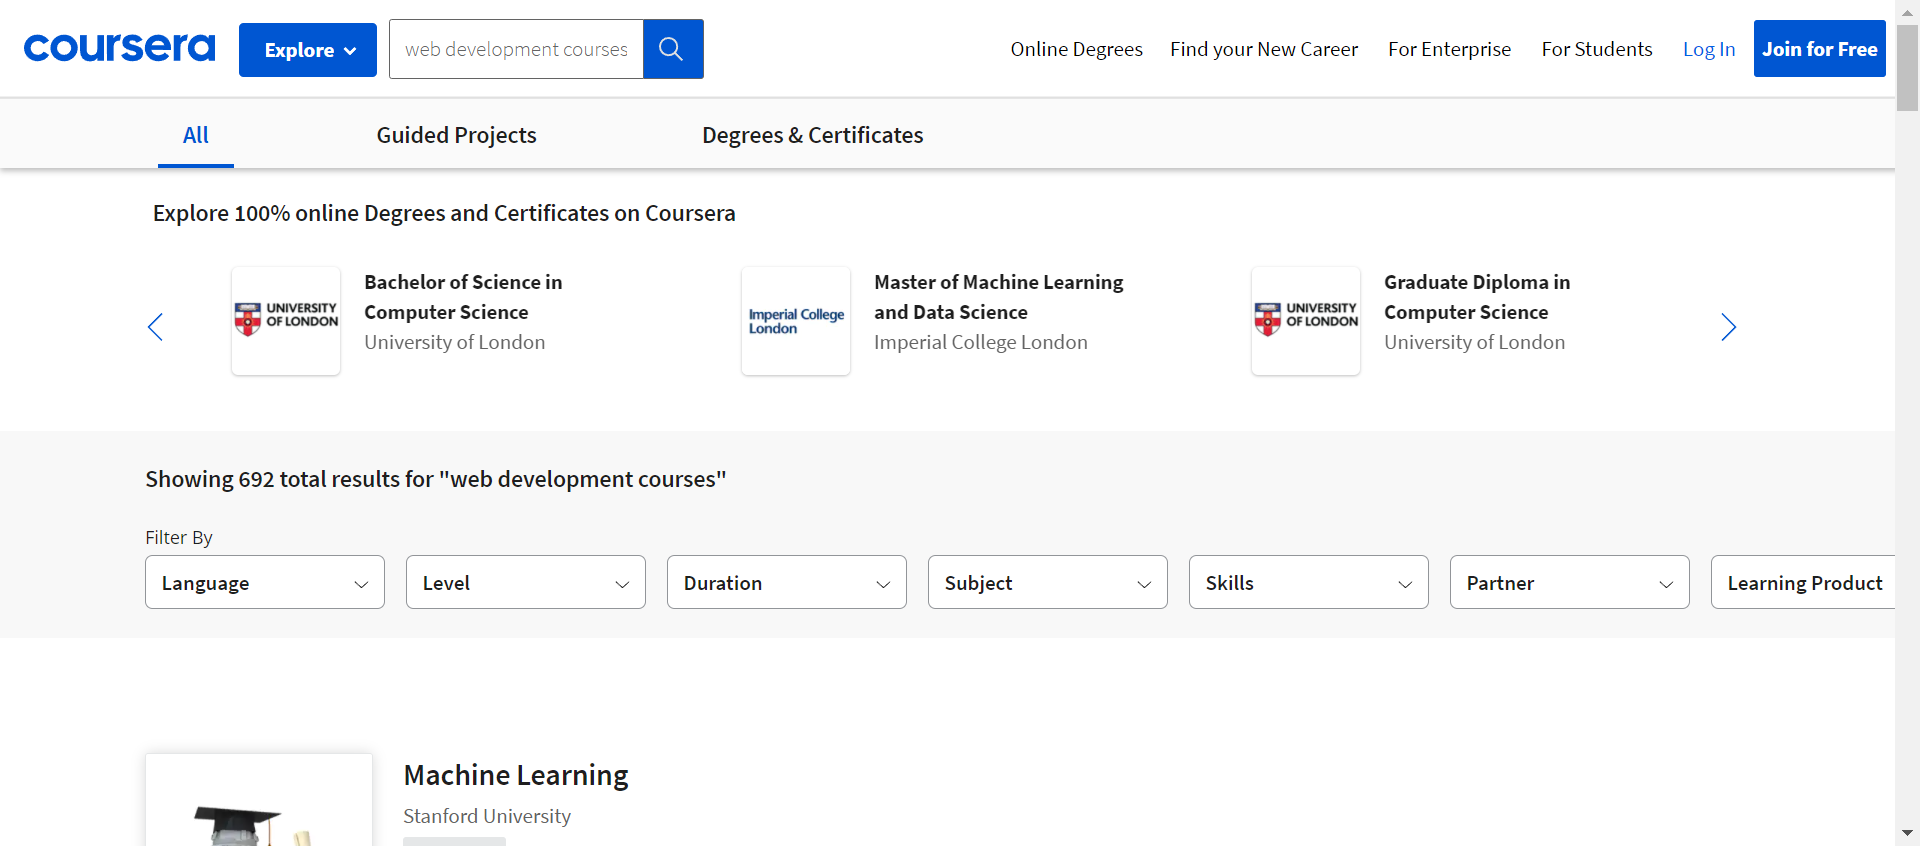 coursera
Explore
web development courses
Online Degrees
Find your New Career
For Enterprise
For Students
Log In
Join for Free
All
Guided Projects
Degrees & Certificates
Explore 100% online Degrees and Certificates on Coursera
UNIVERSITY
OF LONDON
Bachelor of Science in
Computer Science
University of London
Imperial College
London
Master of Machine Learning
and Data Science
Imperial College London
UNIVERSITY
OF LONDON
Graduate Diploma in
Computer Science
University of London
Showing 692 total results for "web development courses"
Filter By
Language
Level
Duration
Subject
Skills
Partner
Learning Product
Machine Learning
Stanford University